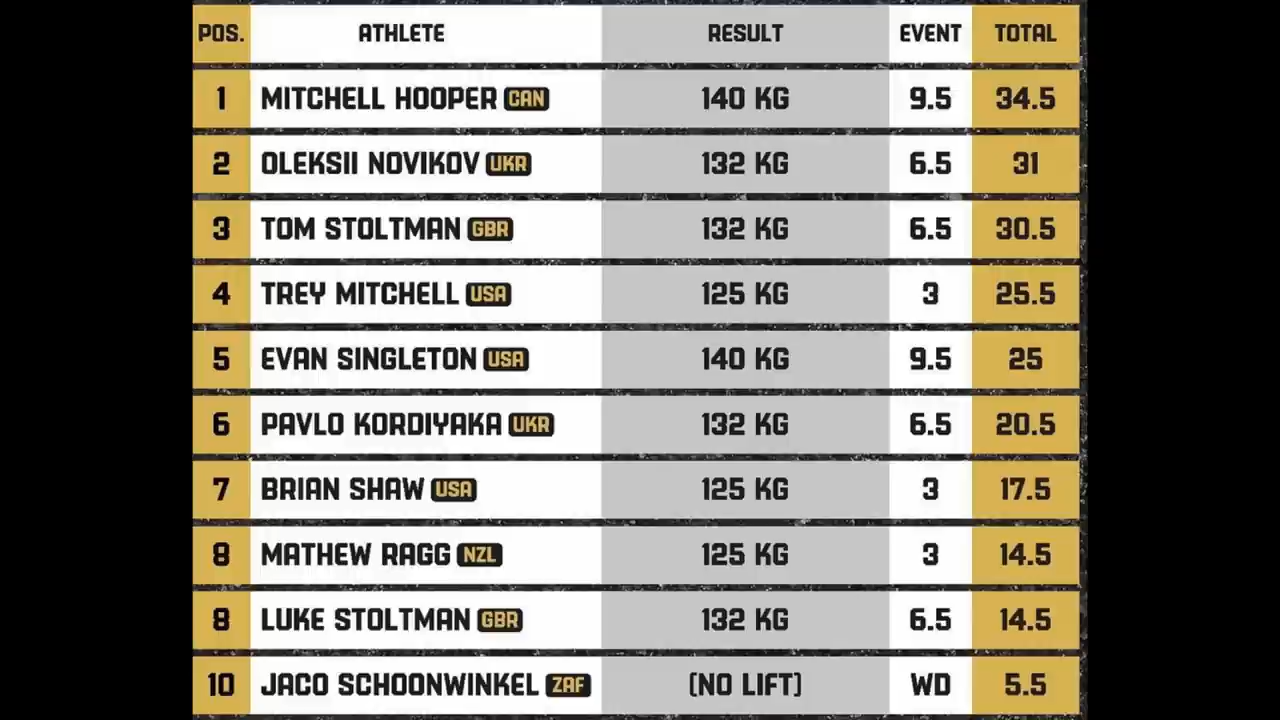 POS. ATHLETE RESULT EVENT TOTAL
1 MITCHELL HOOPER CAN 140 KG 9.5 34.5
2 OLEKSII NOVIKOV UKR 132 KG 6.5 31
3 TOM STOLTMAN GBR 132 KG 6.5 30.5
4 TREY MITCHELL USA 125 KG 3 25.5
5 EVAN SINGLETON USA 140 KG 9.5 25
6 PAVLO KORDIYAKA UKR 132 KG 6.5 20.5
7 BRIAN SHAW USA 125 KG 3 17.5
8 MATHEW RAGG NZL 125 KG 3 14.5
8 LUKE STOLTMAN GBR 132 KG 6.5 14.5
10 JACO SCHOONWINKEL ZAF (NO LIFT) WD 5.5